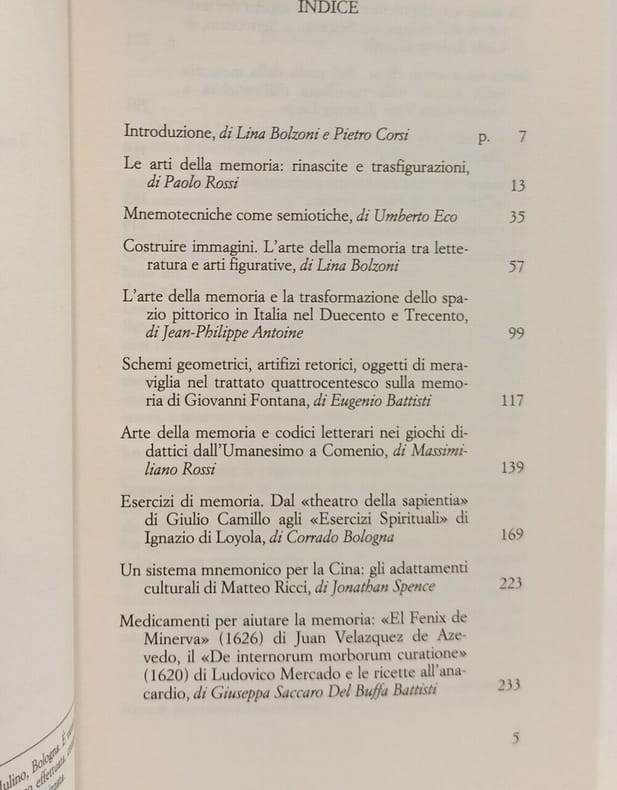 INDICE
Introduzione, di Lina Bolzoni e Pietro Corsi p. 7
Le arti della memoria: rinascite e trasfigurazioni,
di Paolo Rossi 13
Mnemotecniche come semiotiche, di Umberto Eco 35
Costruire immagini. L'arte della memoria tra lette-
ratura e arti figurative, di Lina Bolzoni 57
L'arte della memoria e la trasformazione dello spa-
zio pittorico in Italia nel Duecento e Trecento,
di Jean-Philippe Antoine 99
Schemi geometrici, artifizi retorici, oggetti di mera-
viglia nel trattato quattrocentesco sulla memo-
ria di Giovanni Fontana, di Eugenio Battisti 117
Arte della memoria e codici letterari nei giochi di-
dattici dall'Umanesimo a Comenio, di Massimi-
liano Rossi 139
Esercizi di memoria. Dal «theatro della sapientia»
di Giulio Camillo agli «Esercizi Spirituali» di
Ignazio di Loyola, di Corrado Bologna 169
Un sistema mnemonico per la Cina: gli adattamenti
culturali di Matteo Ricci, di Jonathan Spence 223
Medicamenti per aiutare la memoria: «El Fenix de
Minerva» (1626) di Juan Velazquez de Aze-
vedo, il «De internorum morborum curatione»
(1620) di Ludovico Mercado e le ricette all'ana-
cardio, di Giuseppa Saccaro Del Buffa Battisti 233
5
Mulino, Bologna. È
effettuata,